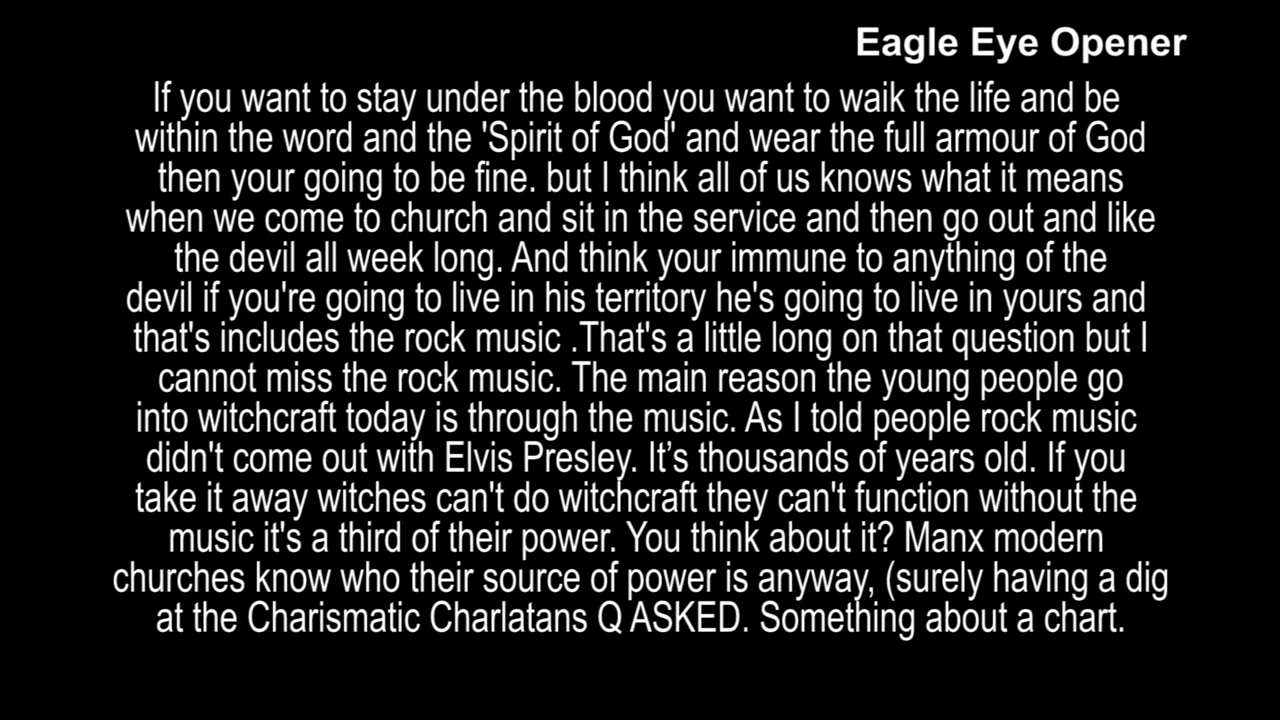 Eagle Eye Opener
If you want to stay under the blood you want to waik the life and be
within the word and the 'Spirit of God' and wear the full armour of God
then your going to be fine. but I think all of us knows what it means
when we come to church and sit in the service and then go out and like
the devil all week long. And think your immune to anything of the
devil if you're going to live in his territory he's going to live in yours and
that's includes the rock music .That's a little long on that question but I
cannot miss the rock music. The main reason the young people go
into witchcraft today is through the music. As I told people rock music
didn't come out with Elvis Presley. It’s thousands of years old. If you
take it away witches can't do witchcraft they can't function without the
music it's a third of their power. You think about it? Manx modern
churches know who their source of power is anyway, (surely having a dig
at the Charismatic Charlatans Q ASKED. Something about a chart.